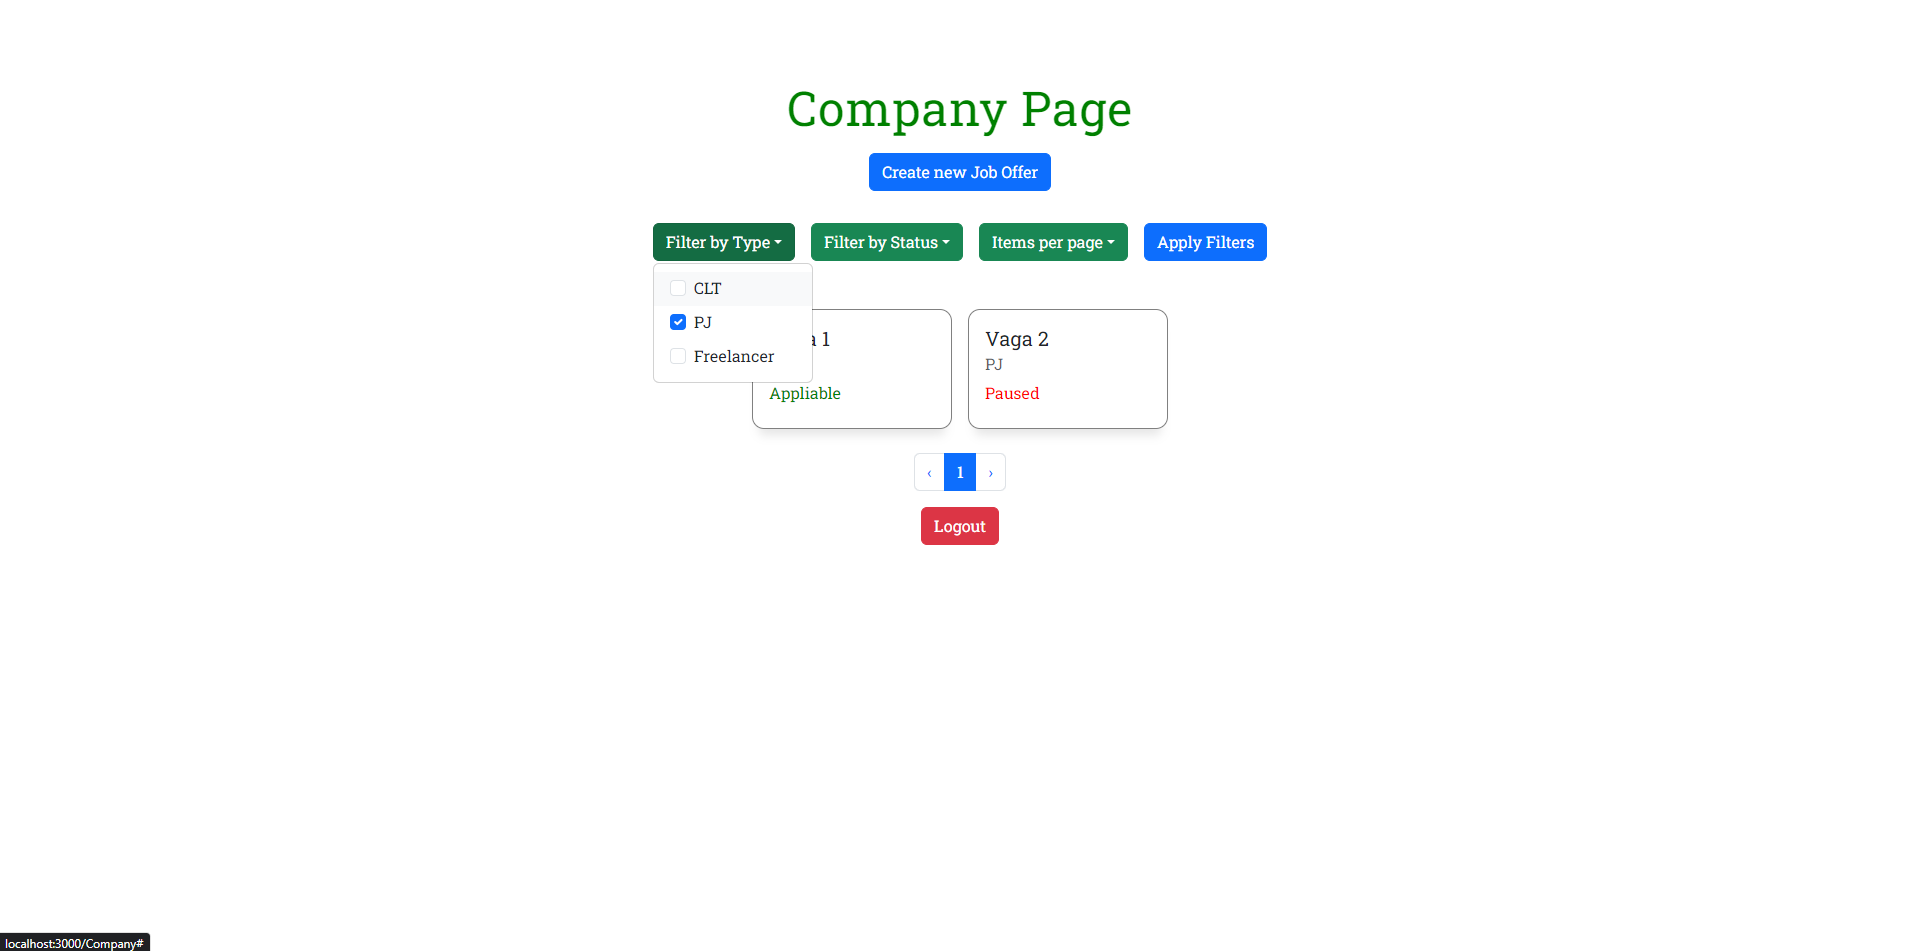 Company Page
Create new Job Offer
Filter by Type
Filter by Status
Items per page
Apply Filters
CLT
PJ
Freelancer
a 1
Appliable
Vaga 2
PJ
Paused
‹ 1 ›
Logout
localhost:3000/Company#